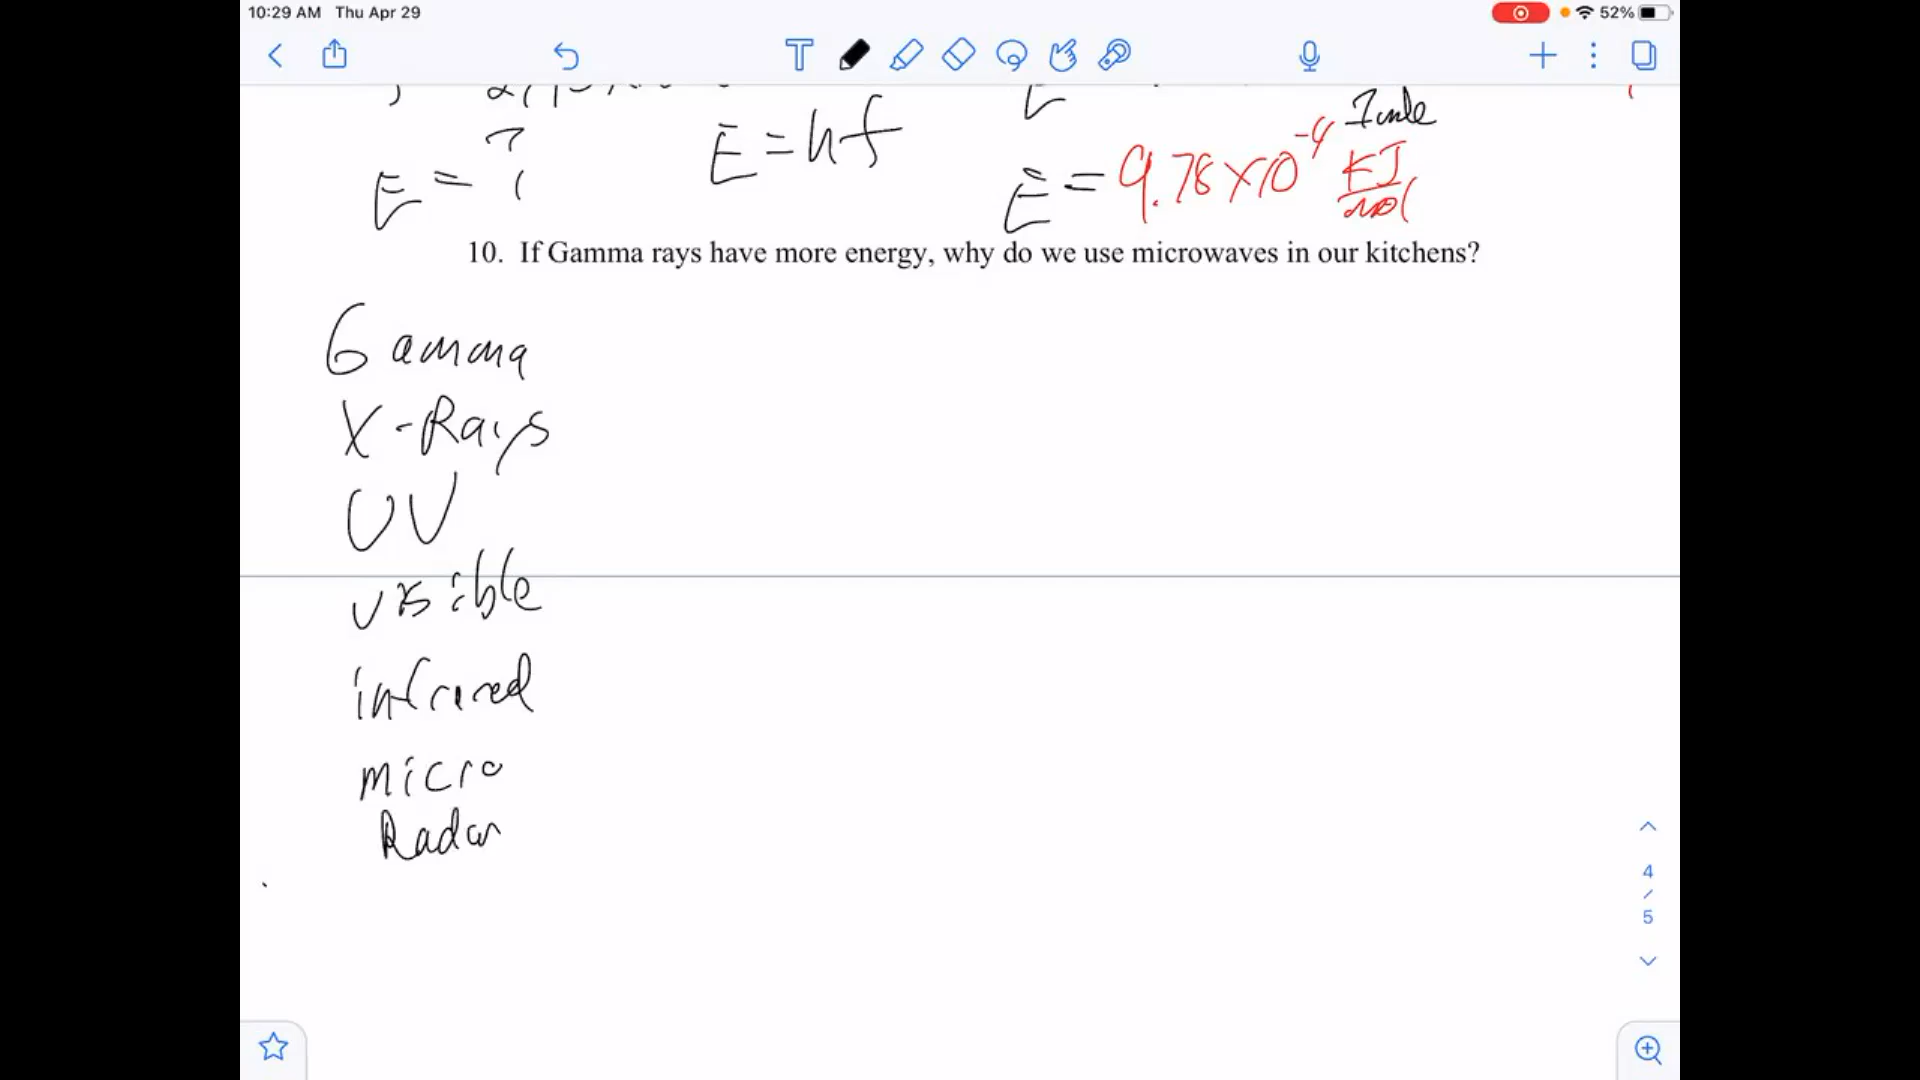 10:29 AM Thu Apr 29
52%
T
E = ?
E = hf
1 mole
E = 9.78 x 10^-4 KJ/mol
10. If Gamma rays have more energy, why do we use microwaves in our kitchens?
Gamma
X-Rays
UV
visible
infrared
micro
Radar
4
/
5